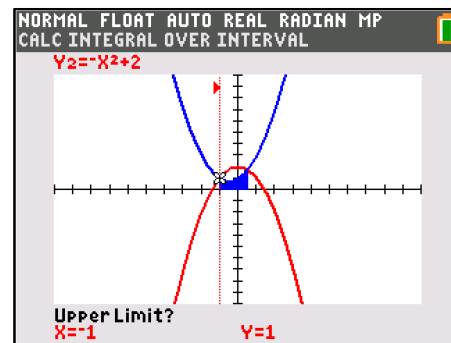 NORMAL FLOAT AUTO REAL RADIAN MP
CALC INTEGRAL OVER INTERVAL
Y₂=⁻X²+2
Upper Limit?
X=⁻1 Y=1